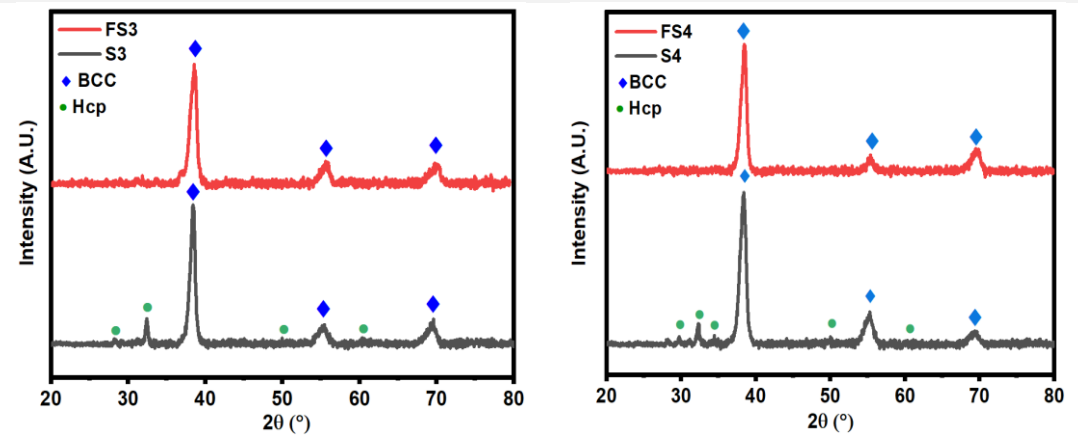 FS3
S3
BCC
Hcp
Intensity (A.U.)
20 30 40 50 60 70 80
2θ (°)
FS4
S4
BCC
Hcp
Intensity (A.U.)
20 30 40 50 60 70 80
2θ (°)